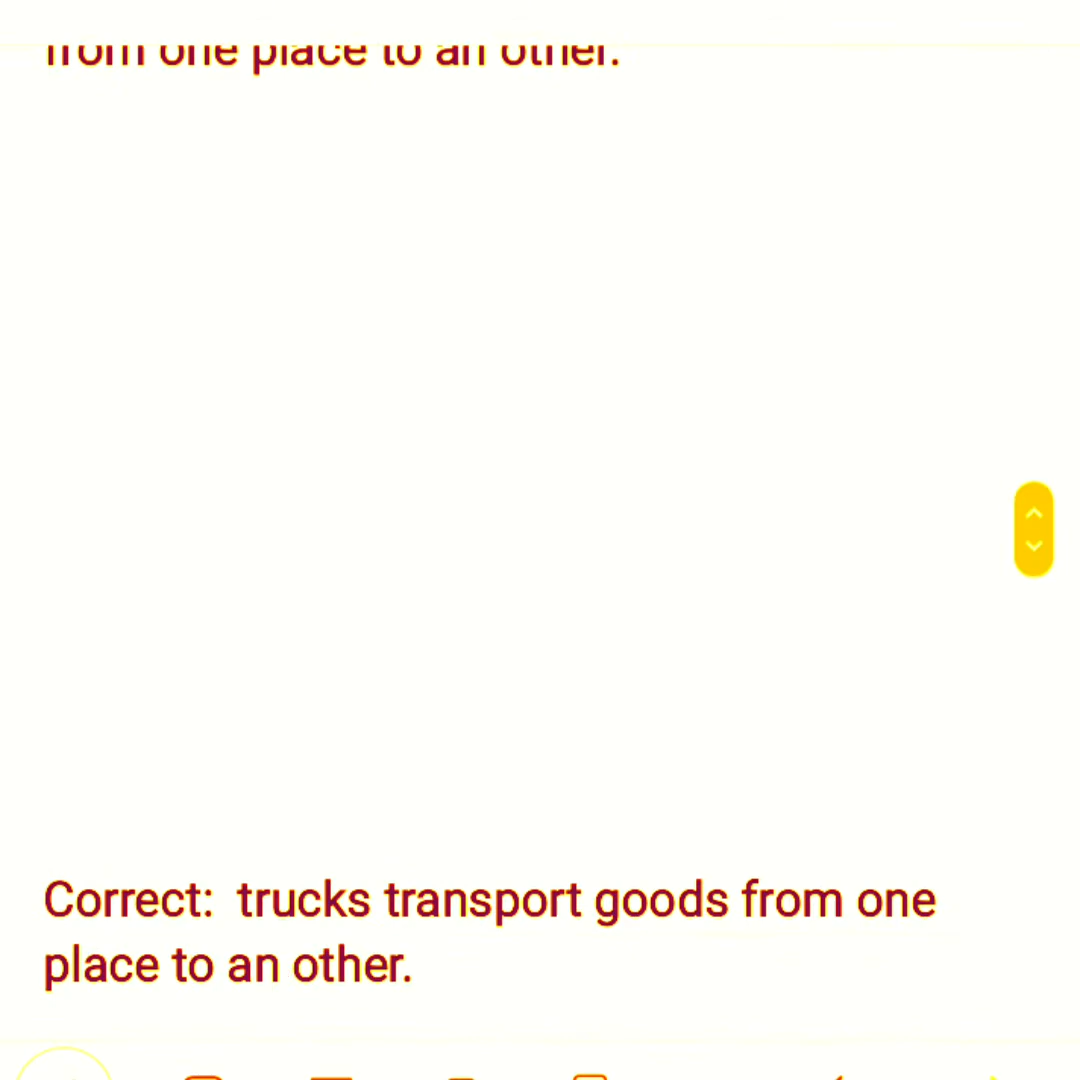 from one place to an other.
Correct:  trucks transport goods from one
place to an other.